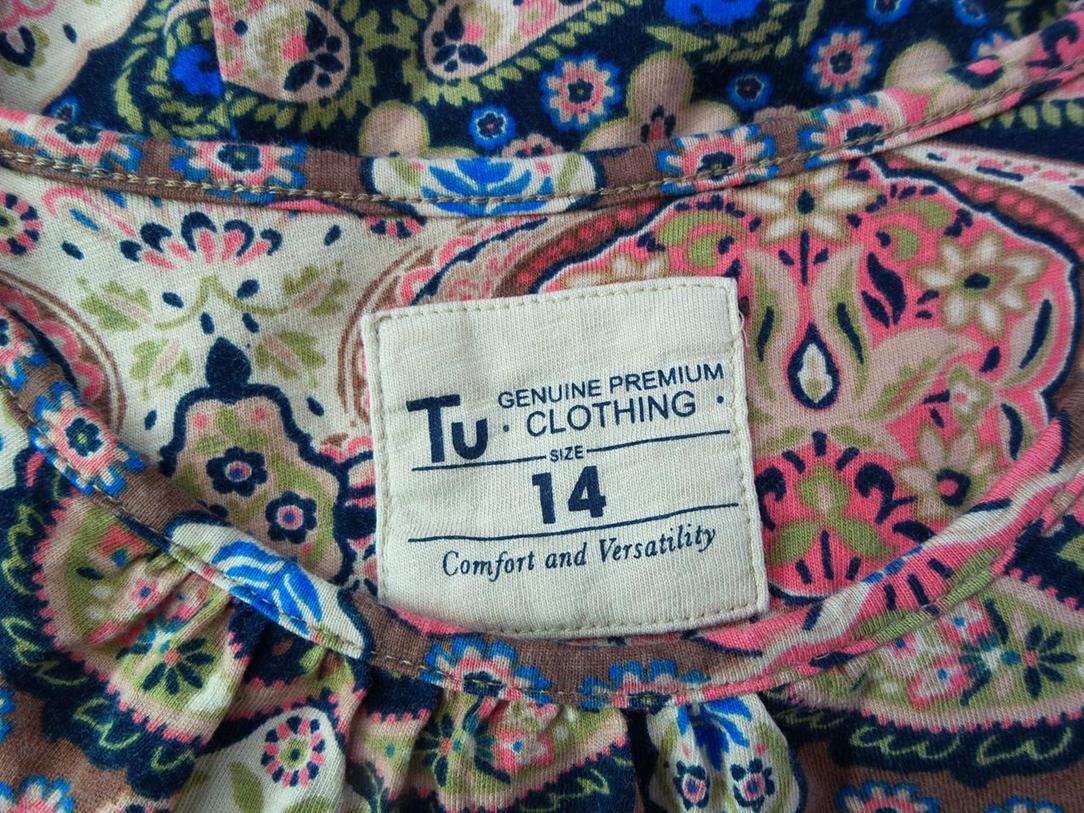 Tu GENUINE PREMIUM
· CLOTHING ·
SIZE
14
Comfort and Versatility